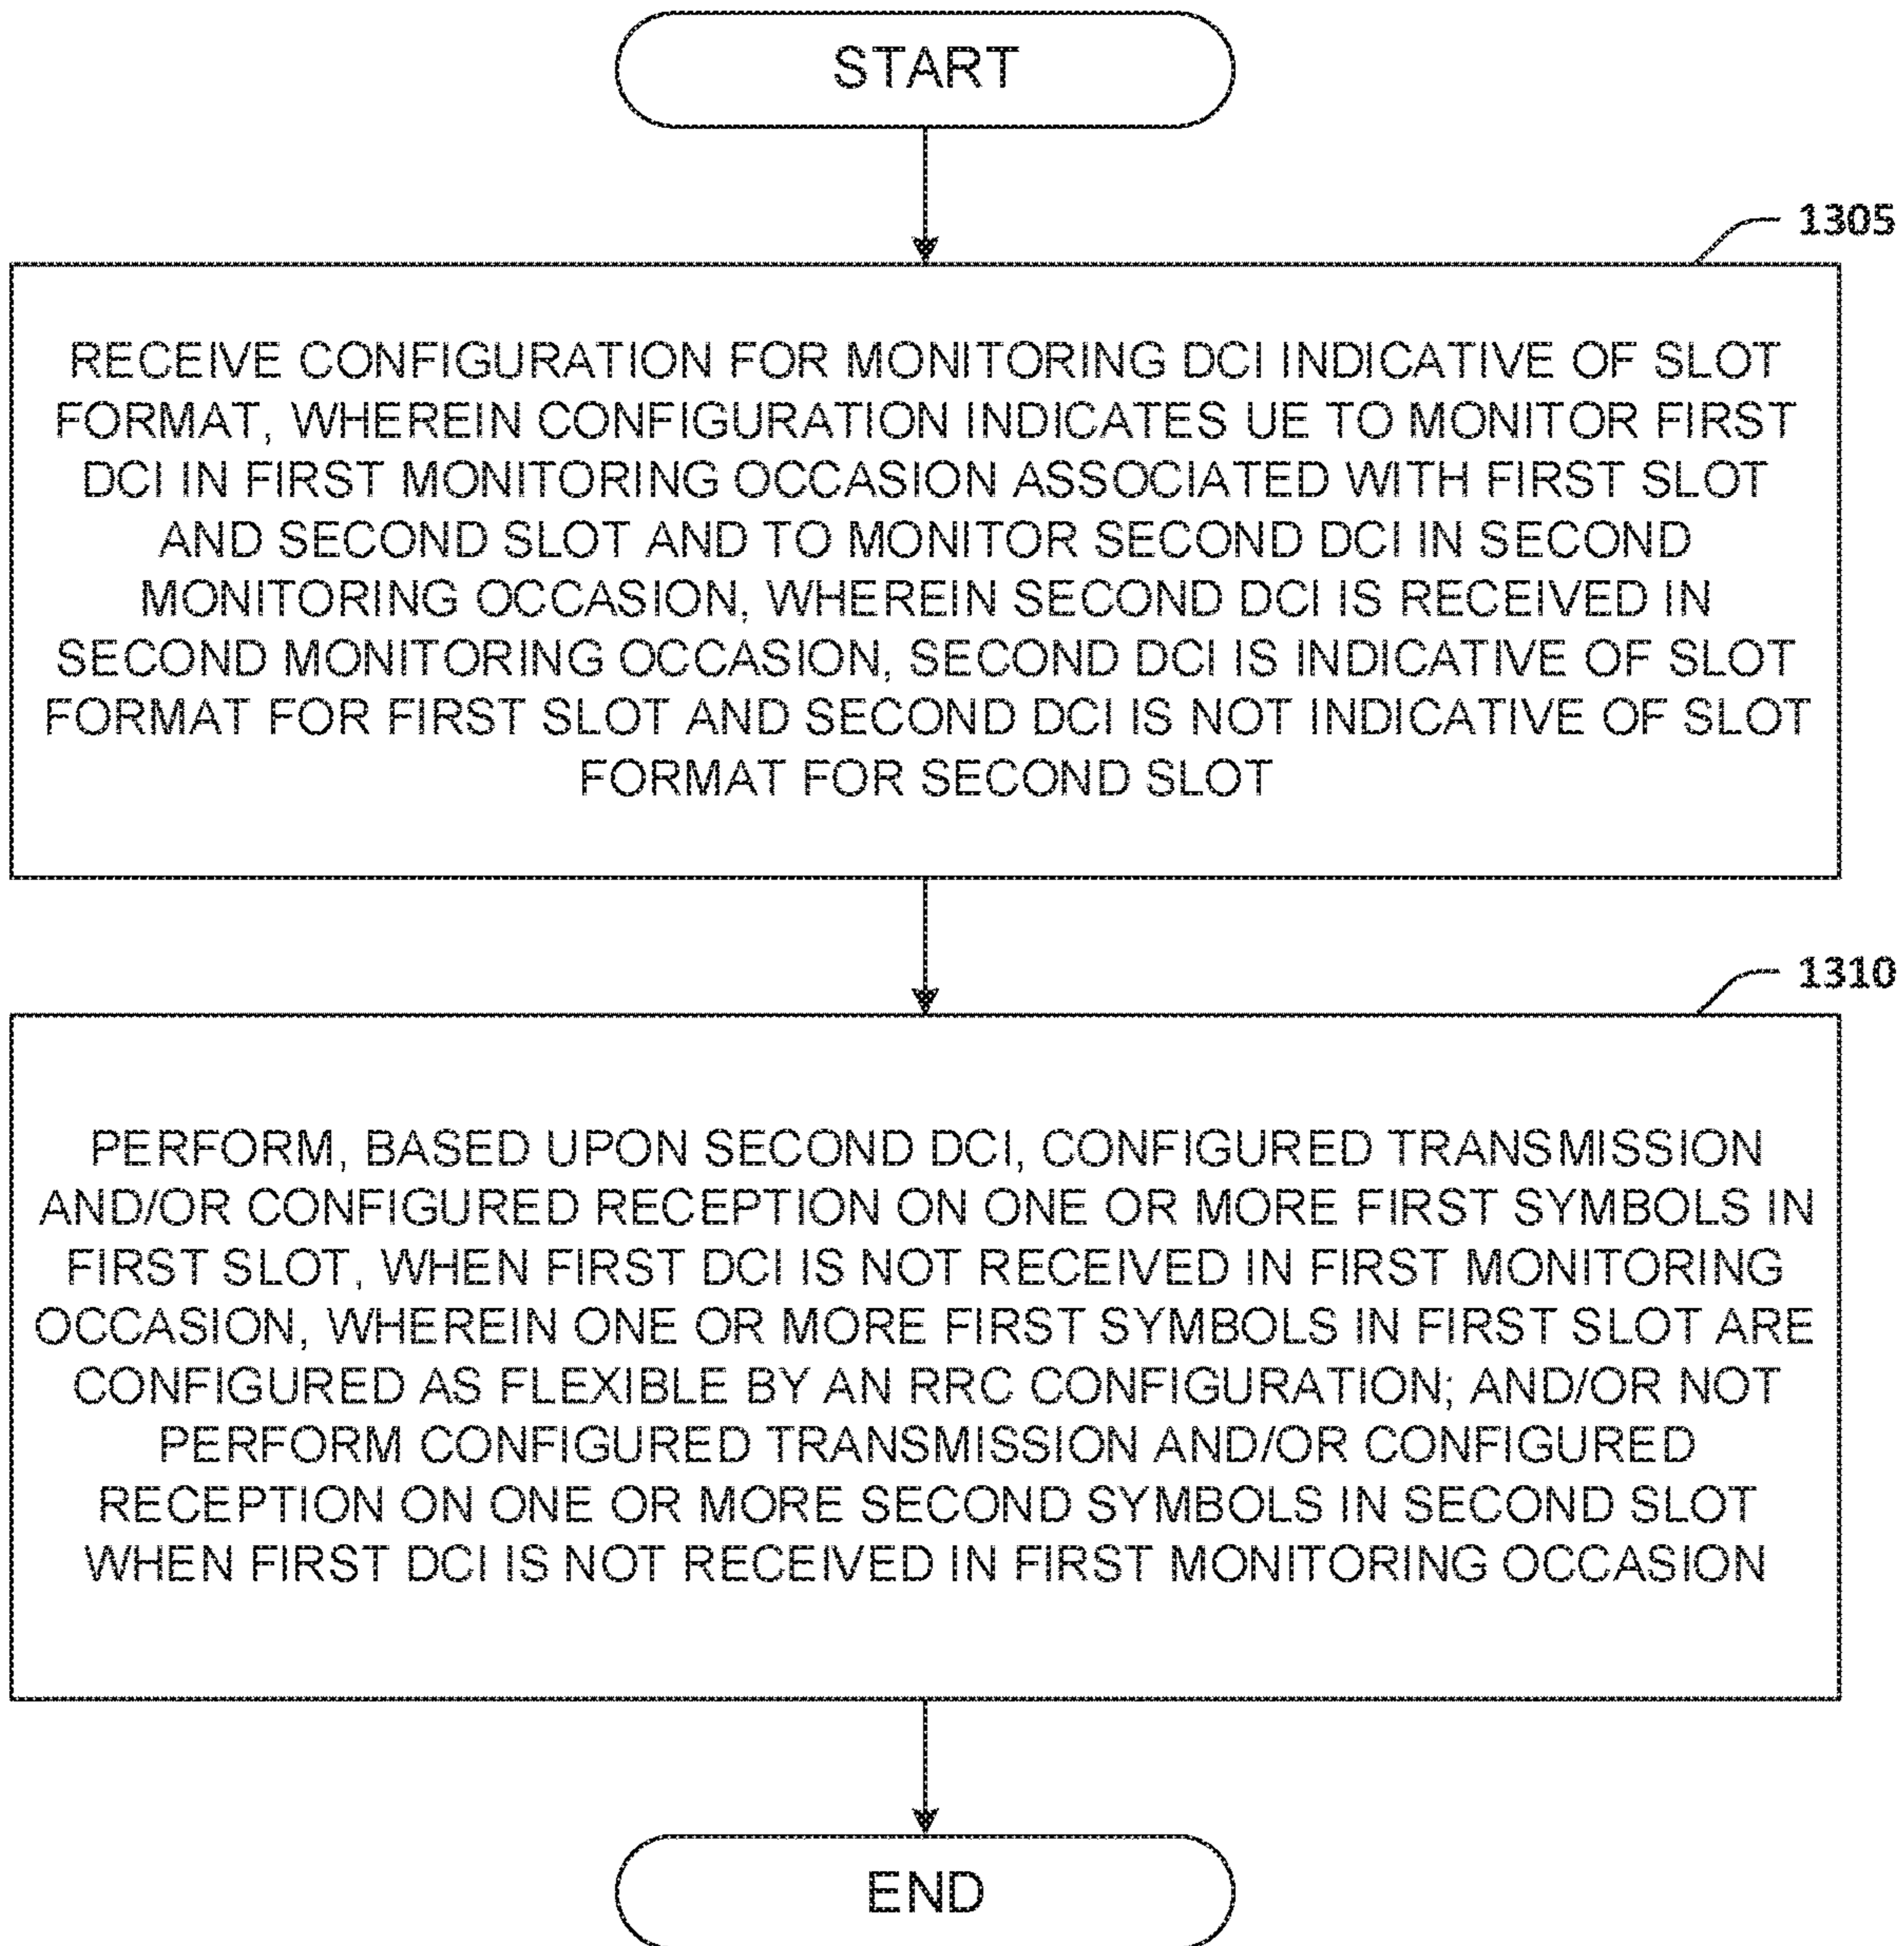 START
1305
RECEIVE CONFIGURATION FOR MONITORING DCI INDICATIVE OF SLOT
FORMAT, WHEREIN CONFIGURATION INDICATES UE TO MONITOR FIRST
DCI IN FIRST MONITORING OCCASION ASSOCIATED WITH FIRST SLOT
AND SECOND SLOT AND TO MONITOR SECOND DCI IN SECOND
MONITORING OCCASION, WHEREIN SECOND DCI IS RECEIVED IN
SECOND MONITORING OCCASION, SECOND DCI IS INDICATIVE OF SLOT
FORMAT FOR FIRST SLOT AND SECOND DCI IS NOT INDICATIVE OF SLOT
FORMAT FOR SECOND SLOT
1310
PERFORM, BASED UPON SECOND DCI, CONFIGURED TRANSMISSION
AND/OR CONFIGURED RECEPTION ON ONE OR MORE FIRST SYMBOLS IN
FIRST SLOT, WHEN FIRST DCI IS NOT RECEIVED IN FIRST MONITORING
OCCASION, WHEREIN ONE OR MORE FIRST SYMBOLS IN FIRST SLOT ARE
CONFIGURED AS FLEXIBLE BY AN RRC CONFIGURATION; AND/OR NOT
PERFORM CONFIGURED TRANSMISSION AND/OR CONFIGURED
RECEPTION ON ONE OR MORE SECOND SYMBOLS IN SECOND SLOT
WHEN FIRST DCI IS NOT RECEIVED IN FIRST MONITORING OCCASION
END